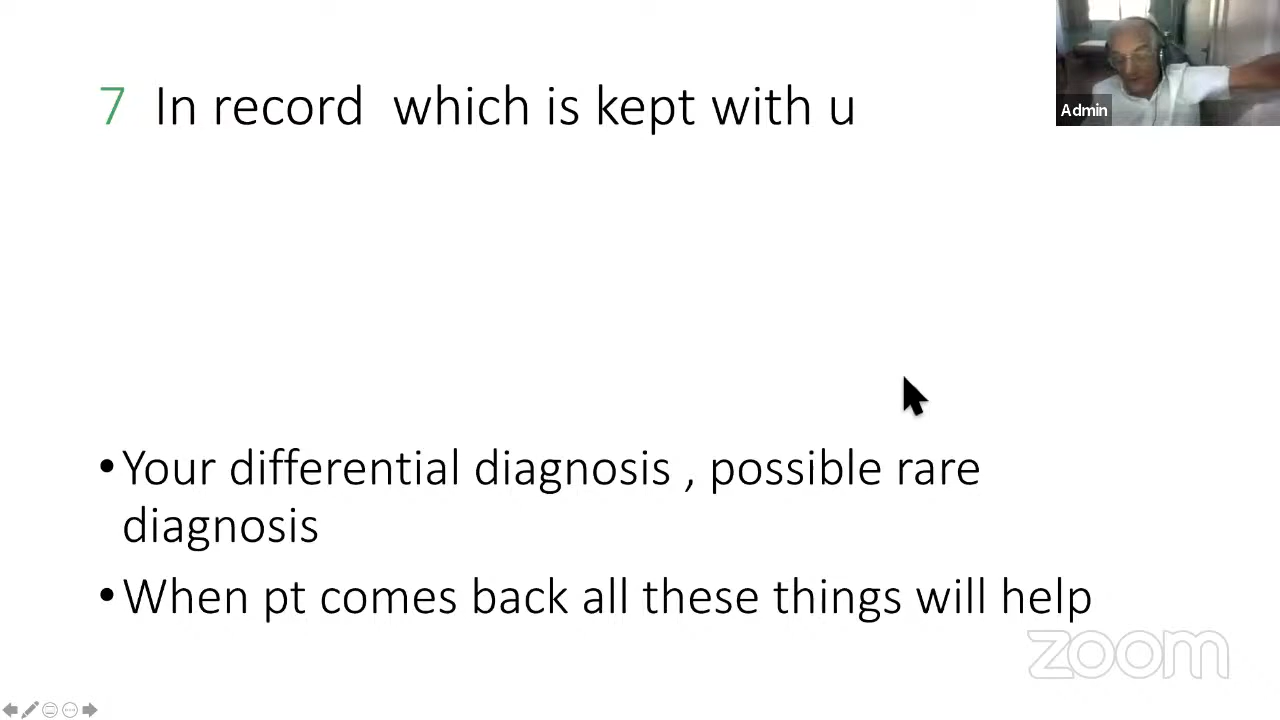 7 In record which is kept with u
Admin
•Your differential diagnosis , possible rare
diagnosis
•When pt comes back all these things will help
zoom